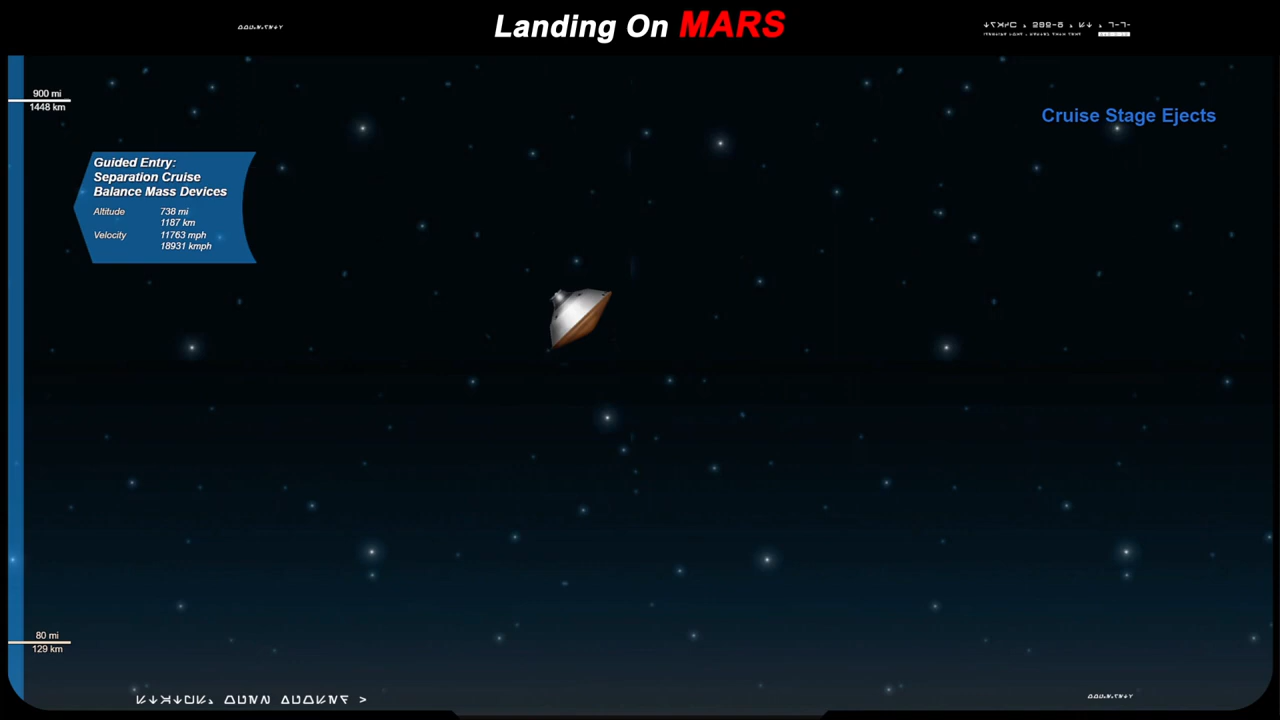 Landing On MARS
900 mi
1448 km
Cruise Stage Ejects
Guided Entry:
Separation Cruise
Balance Mass Devices
Altitude 738 mi
1187 km
Velocity 11763 mph
18931 kmph
80 mi
129 km